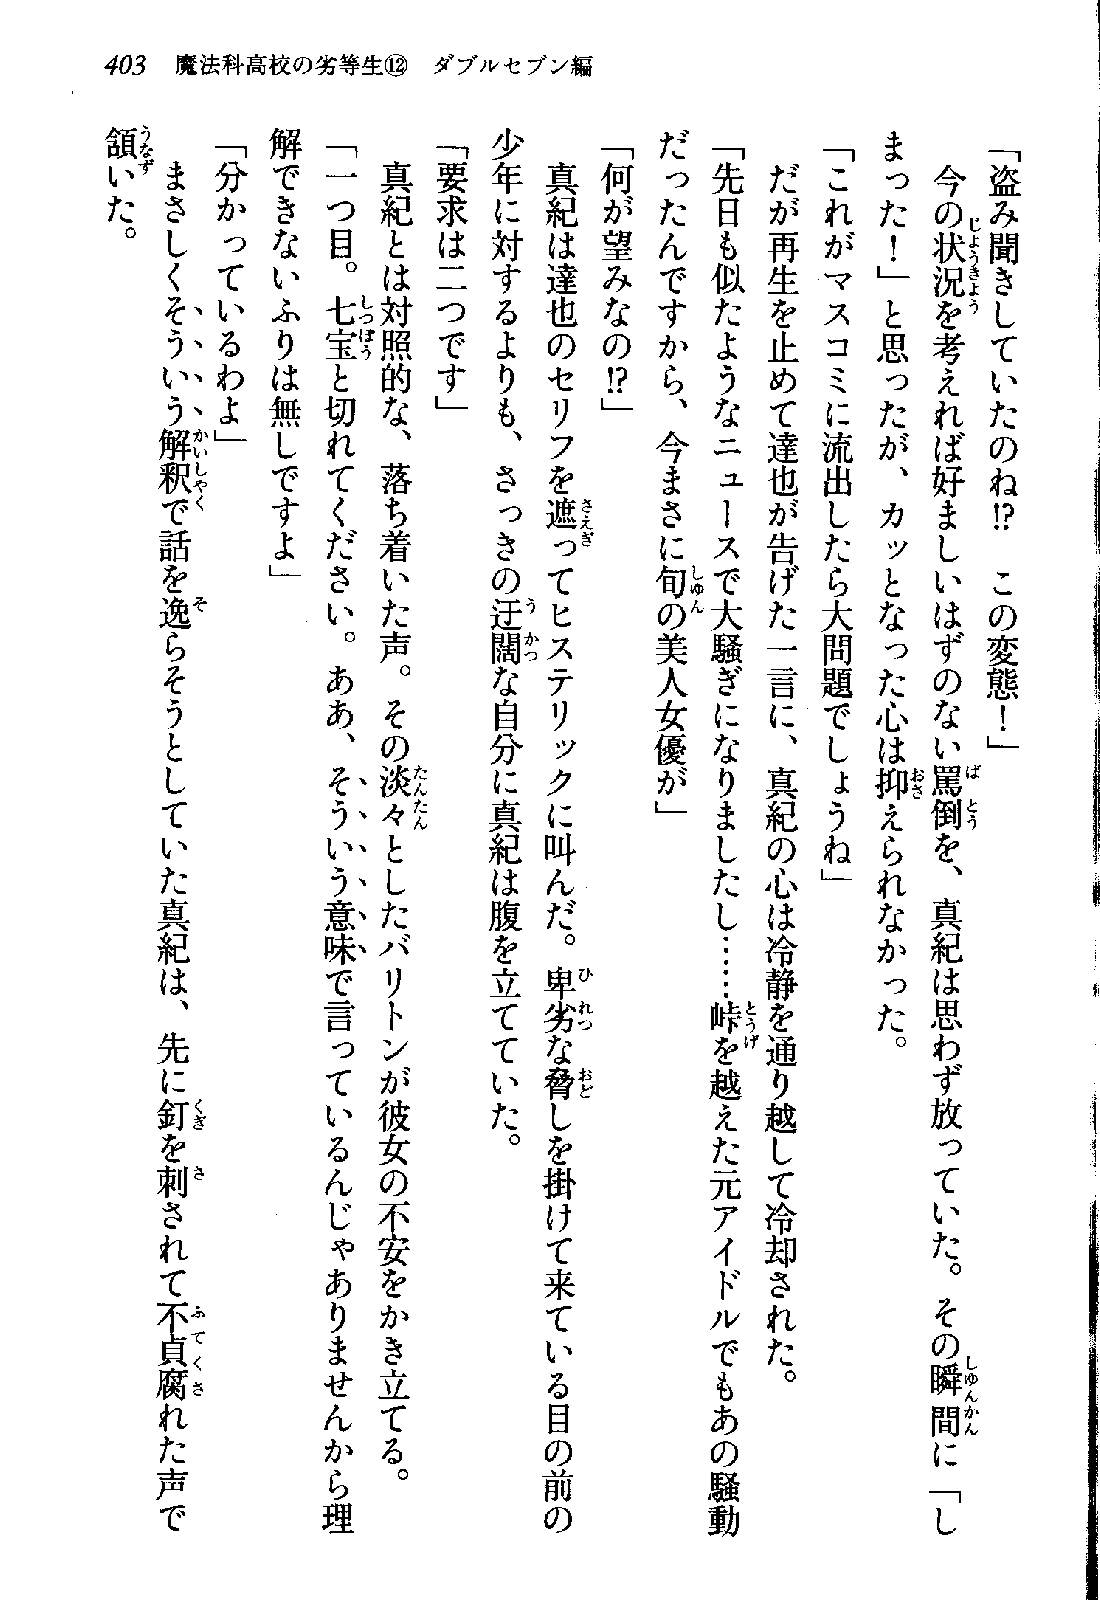 403 魔法科高校の劣等生⑫ ダブルセブン編
「盗み聞きしていたのね!? この変態！」
今の状況を考えれば好ましいはずのない罵倒を、真紀は思わず放っていた。その瞬間に「し
まった！」と思ったが、カッとなった心は抑えられなかった。
「これがマスコミに流出したら大問題でしょうね」
だが再生を止めて達也が告げた一言に、真紀の心は冷静を通り越して冷却された。
「先日も似たようなニュースで大騒ぎになりましたし……峠を越えた元アイドルでもあの騒動
だったんですから、今まさに旬の美人女優が」
「何が望みなの!?」
真紀は達也のセリフを遮ってヒステリックに叫んだ。卑劣な脅しを掛けて来ている目の前の
少年に対するよりも、さっきの迂闊な自分に真紀は腹を立てていた。
「要求は二つです」
真紀とは対照的な、落ち着いた声。その淡々としたバリトンが彼女の不安をかき立てる。
「一つ目。七宝と切れてください。ああ、そういう意味で言っているんじゃありませんから理
解できないふりは無しですよ」
「分かっているわよ」
まさしくそういう解釈で話を逸らそうとしていた真紀は、先に釘を刺されて不貞腐れた声で
頷いた。